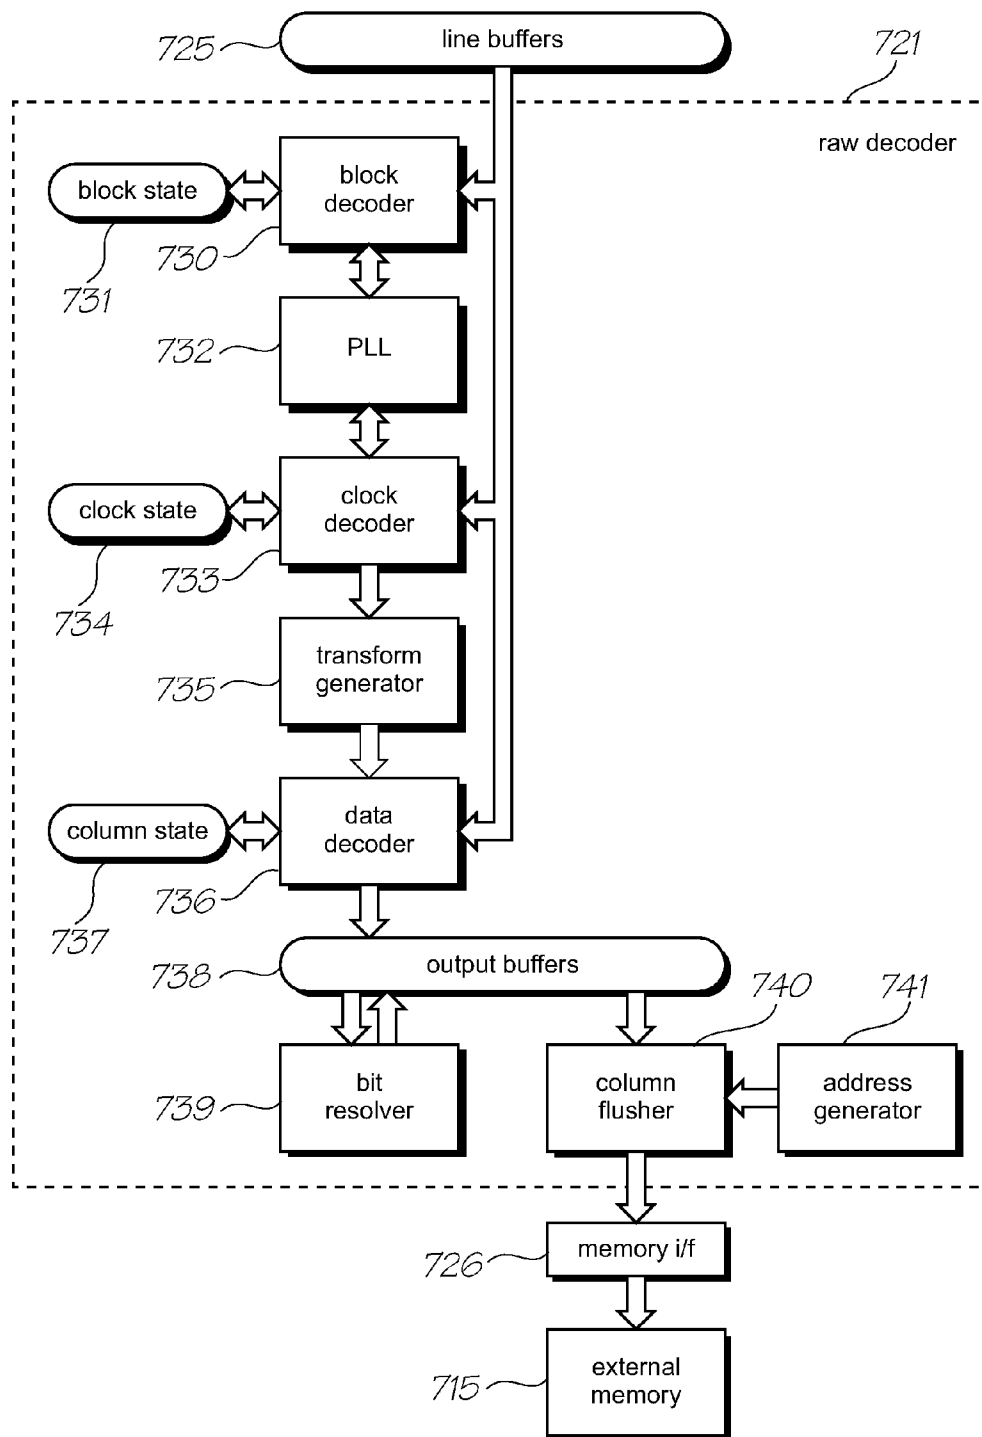 725
line buffers
721
raw decoder
block state
block
decoder
730
731
732
PLL
clock state
clock
decoder
733
734
735
transform
generator
column state
data
decoder
736
737
738
output buffers
740
741
739
bit
resolver
column
flusher
address
generator
726
memory i/f
715
external
memory